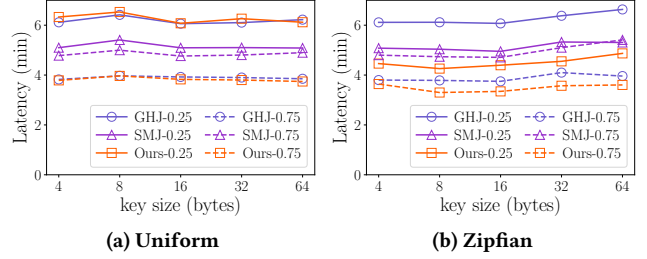 Latency (min)
6
4
2
0
GHJ-0.25 GHJ-0.75
SMJ-0.25 SMJ-0.75
Ours-0.25 Ours-0.75
4 8 16 32 64
key size (bytes)
(a) Uniform
Latency (min)
6
4
2
0
GHJ-0.25 GHJ-0.75
SMJ-0.25 SMJ-0.75
Ours-0.25 Ours-0.75
4 8 16 32 64
key size (bytes)
(b) Zipfian